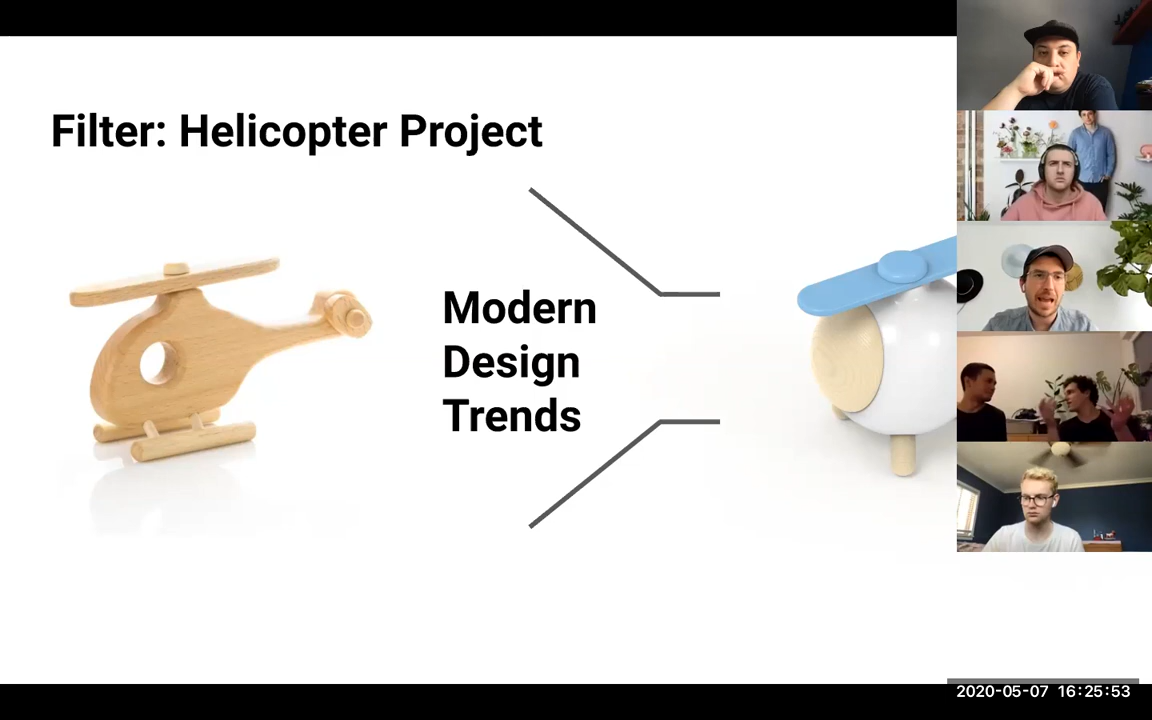 Filter: Helicopter Project
Modern
Design
Trends
2020-05-07 16:25:53